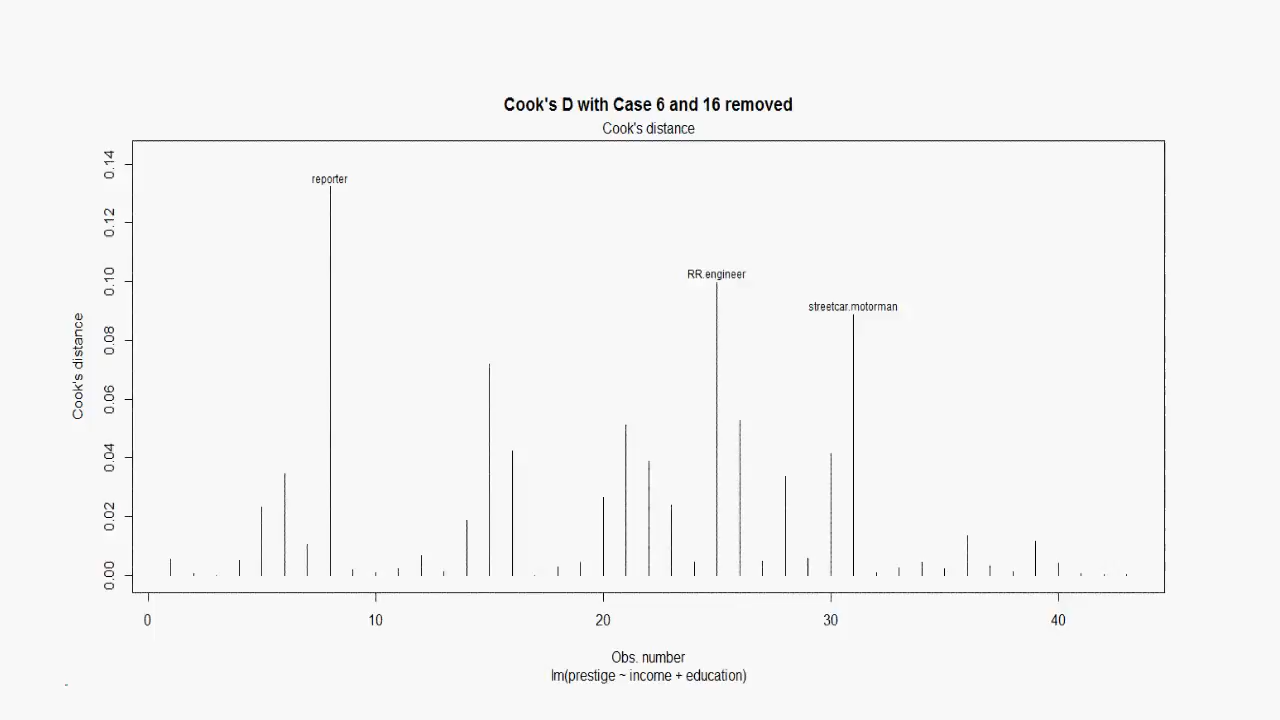 Cook's D with Case 6 and 16 removed
Cook's distance
Cook's distance
0.14
0.12
0.10
0.08
0.06
0.04
0.02
0.00
reporter
RR.engineer
streetcar.motorman
0 10 20 30 40
Obs. number
lm(prestige ~ income + education)